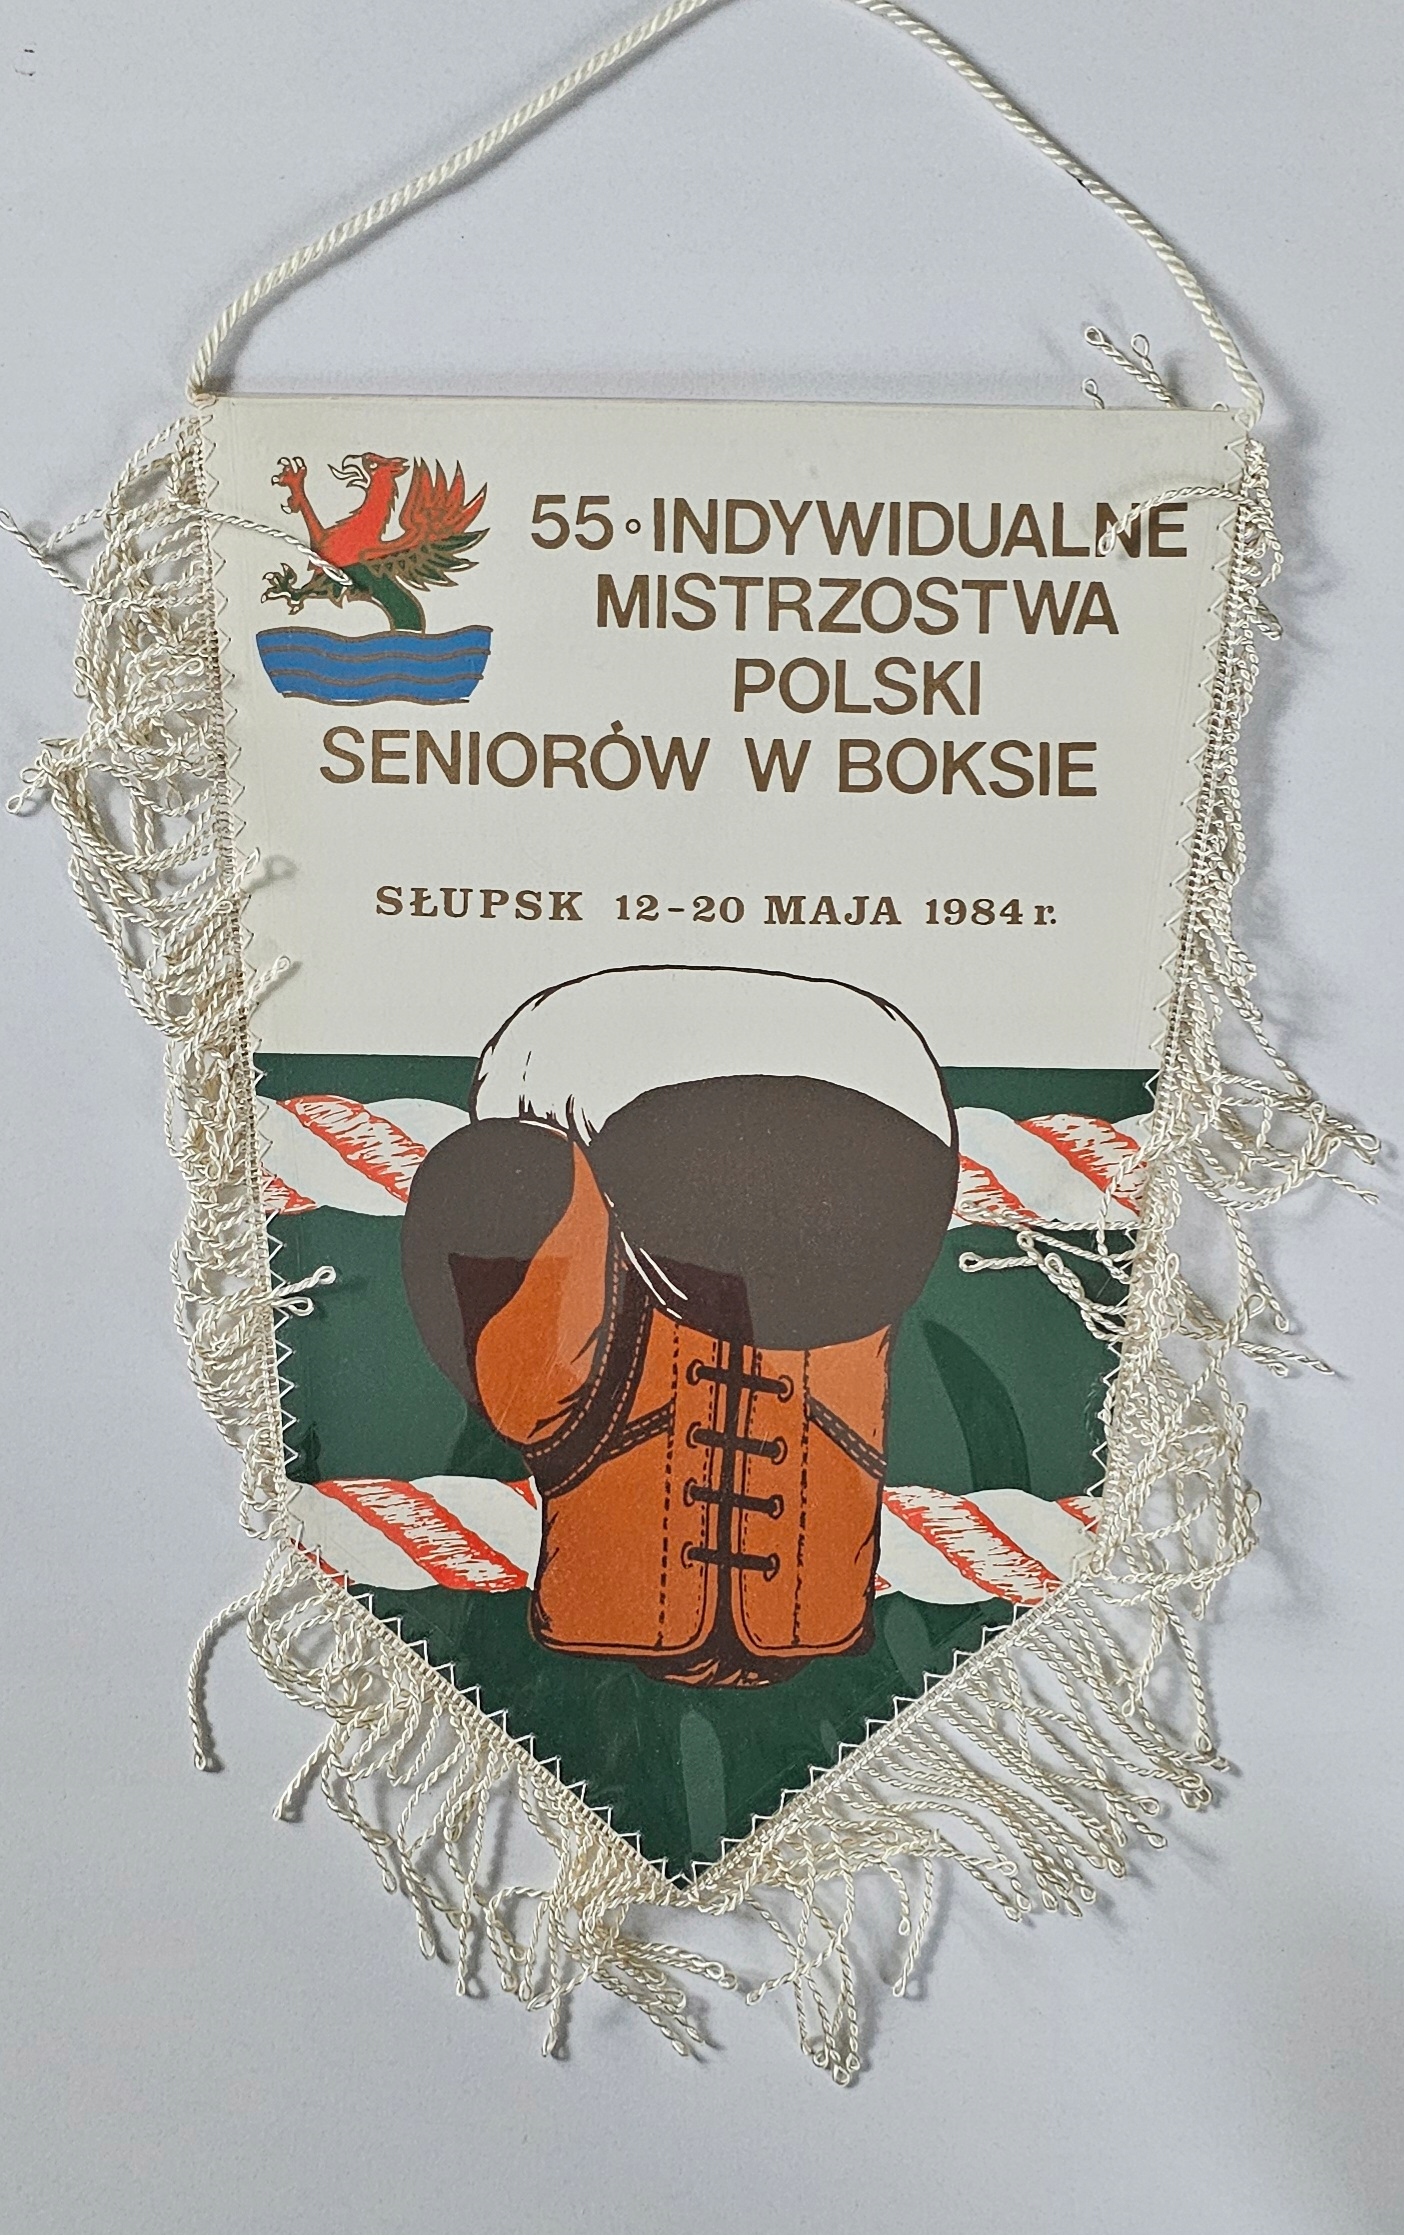 55∘INDYWIDUALNE
MISTRZOSTWA
POLSKI
SENIORÓW W BOKSIE
SŁUPSK 12-20 MAJA 1984 r.